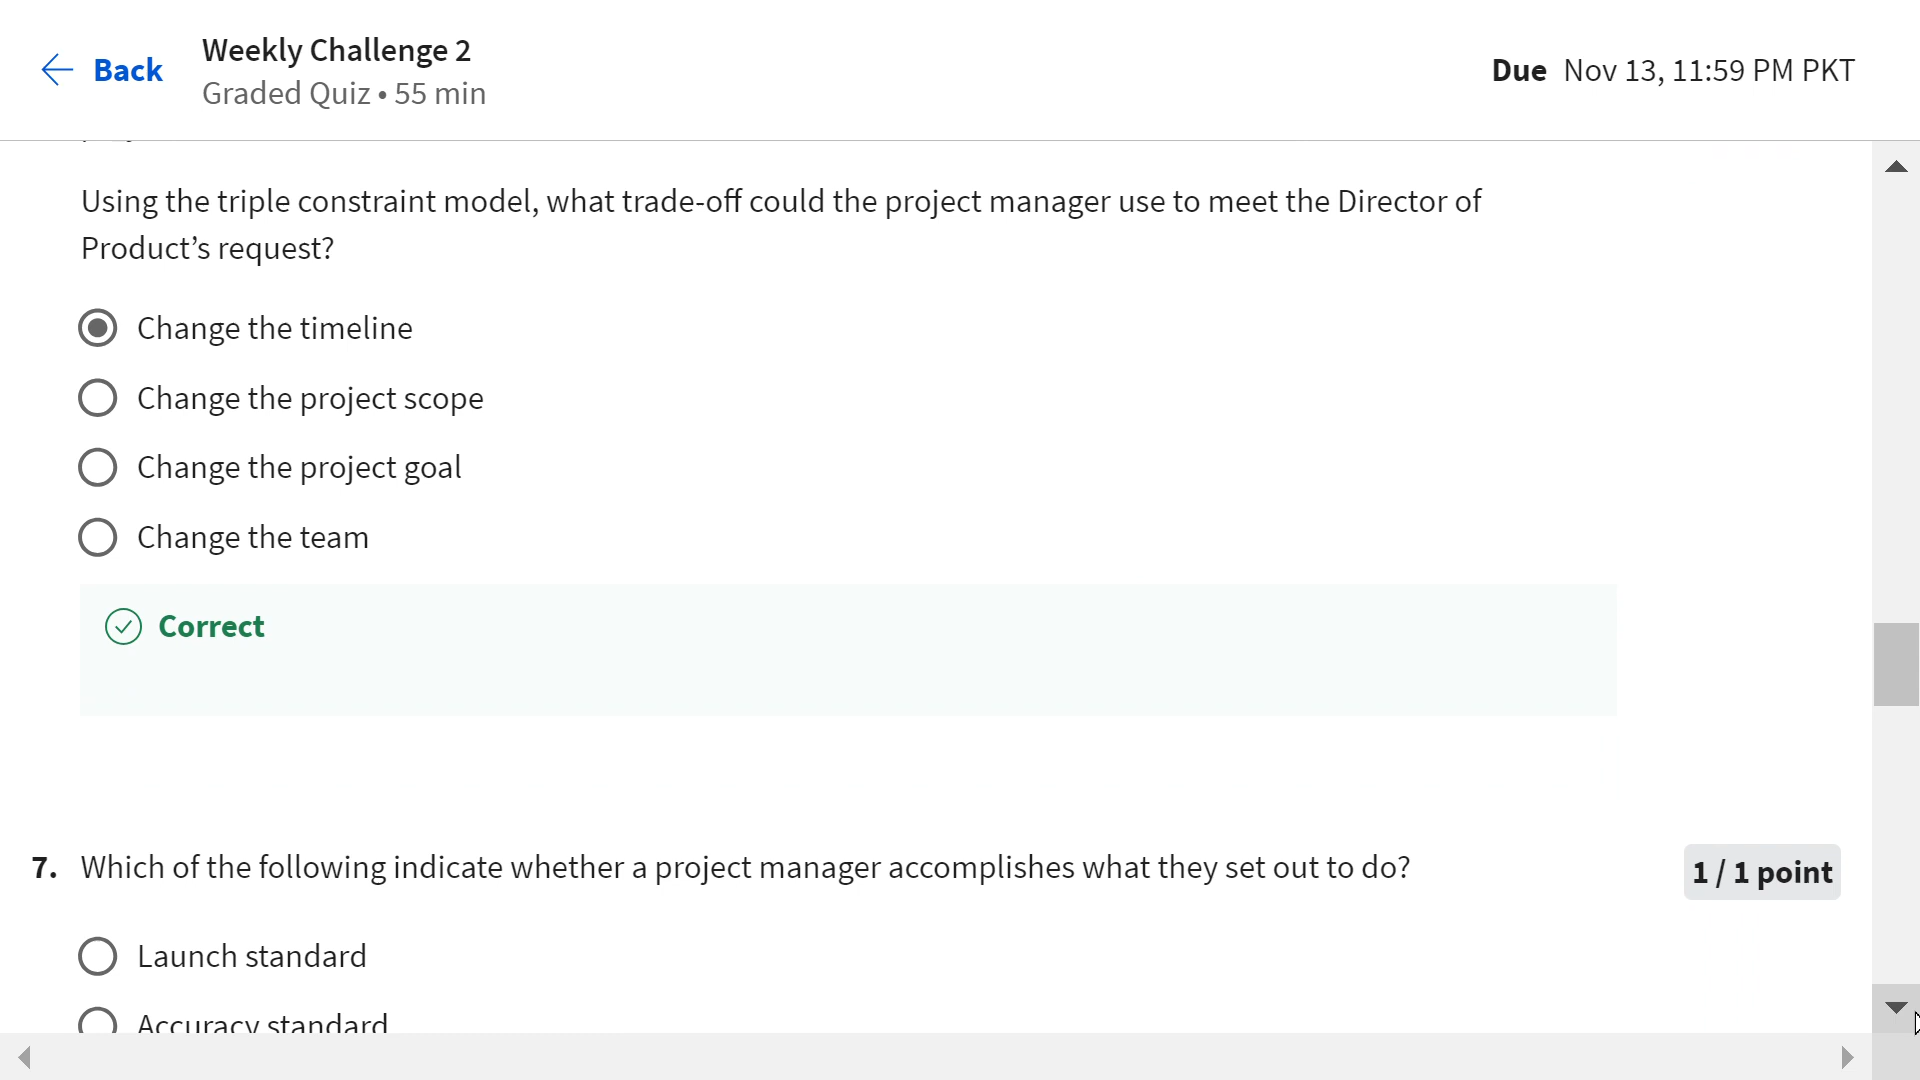 Back
Weekly Challenge 2
Graded Quiz • 55 min
Due Nov 13, 11:59 PM PKT
Using the triple constraint model, what trade-off could the project manager use to meet the Director of
Product’s request?
Change the timeline
Change the project scope
Change the project goal
Change the team
Correct
7. Which of the following indicate whether a project manager accomplishes what they set out to do?
1 / 1 point
Launch standard
Accuracy standard